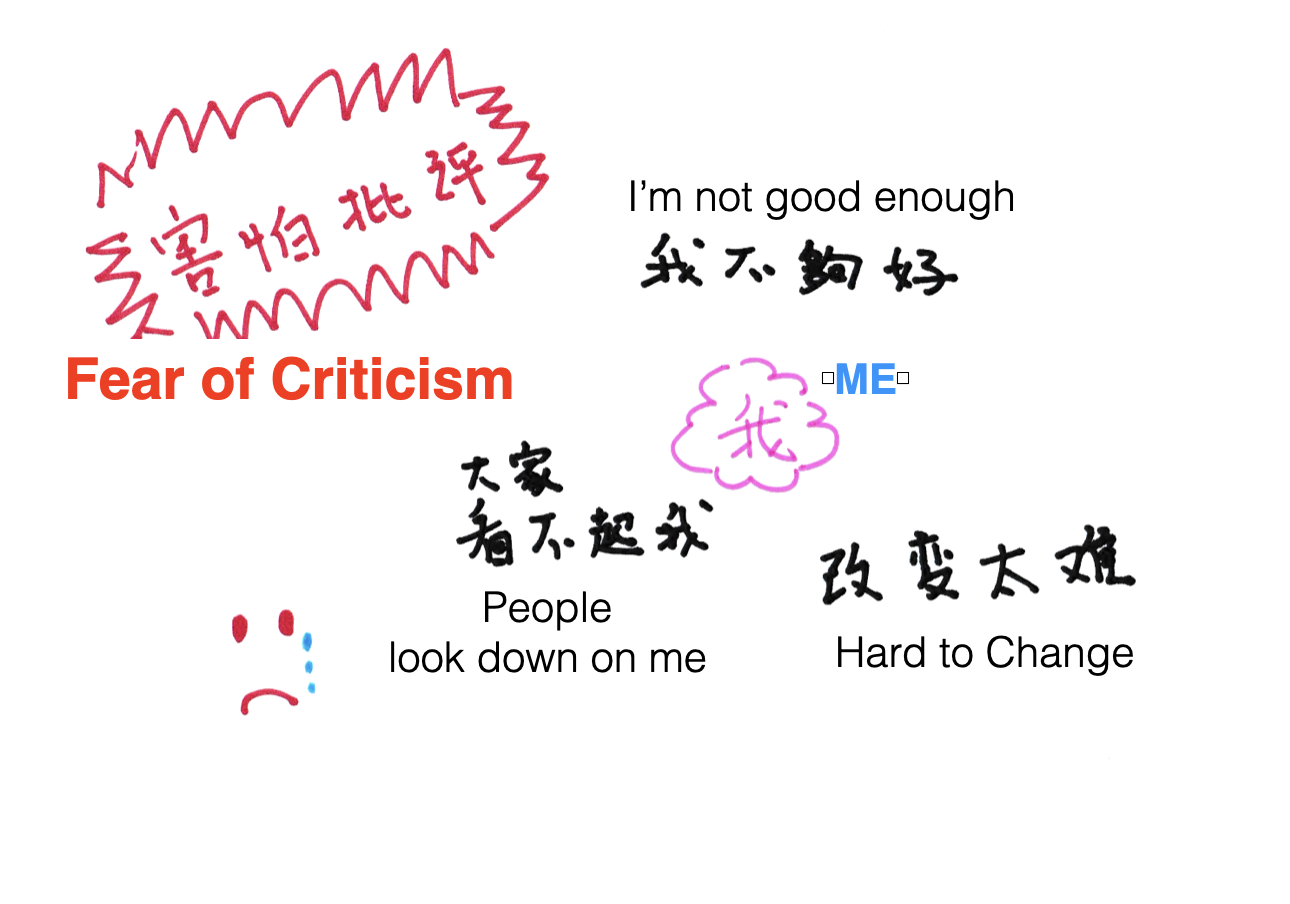 害怕批评
Fear of Criticism
I’m not good enough
我不夠好
我
ME
大家
看不起我
People
look down on me
改变太难
Hard to Change